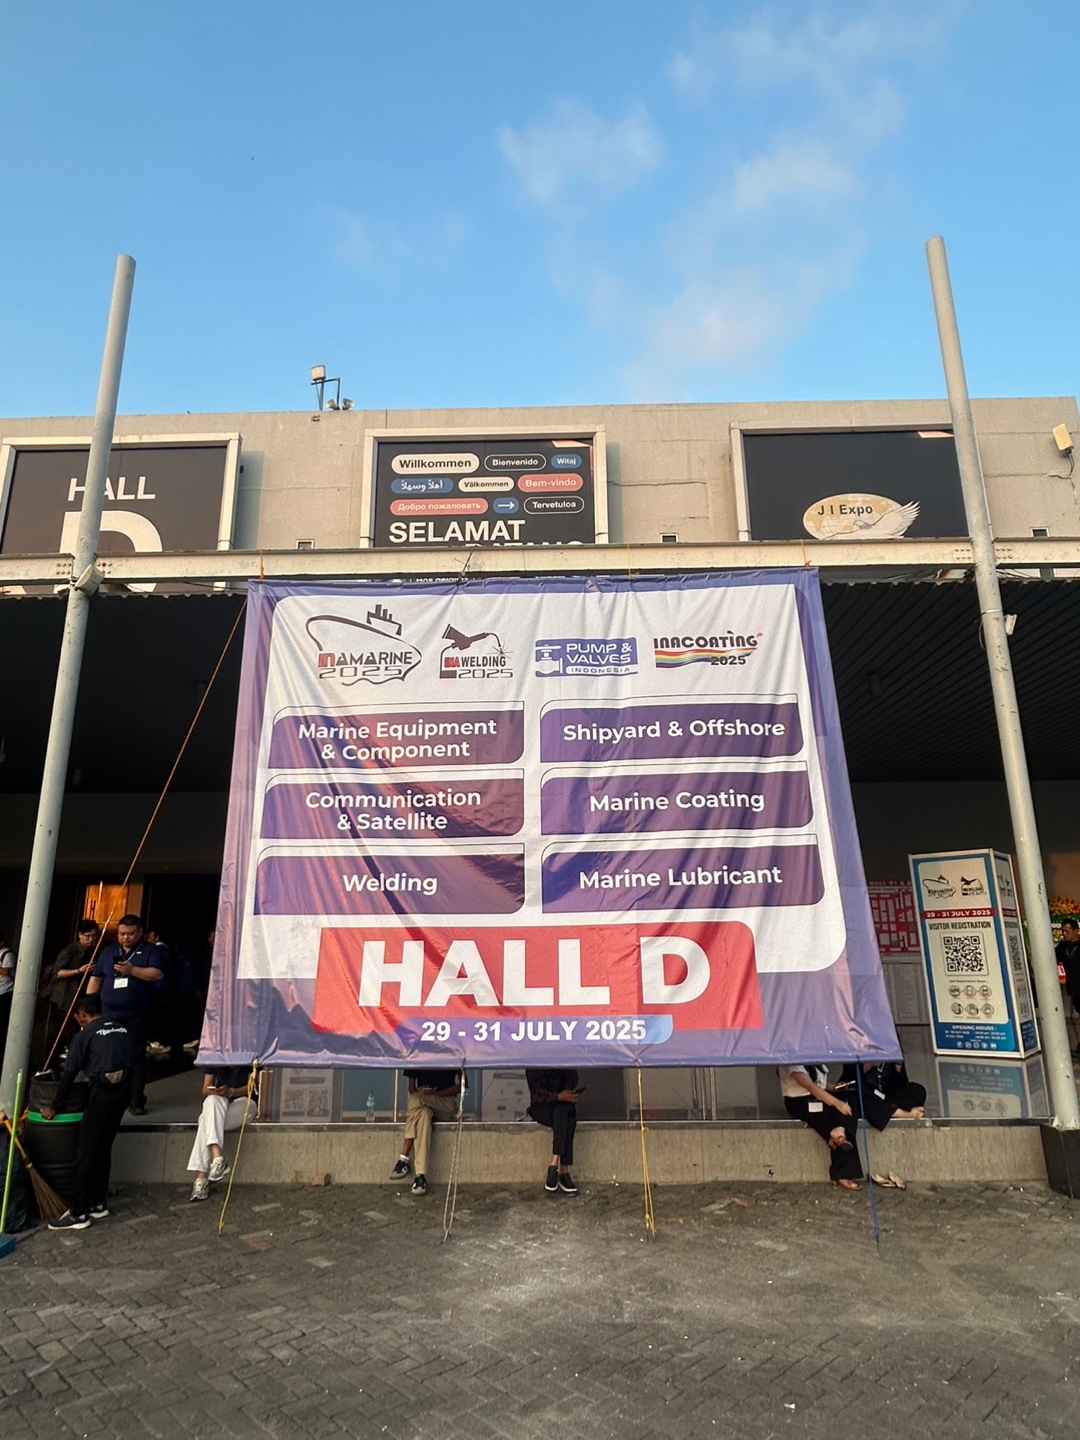 HALL
D
Willkommen
Bienvenido
Witaj
أهلاً وسهلاً
Välkommen
Bem-vindo
Добро пожаловать
Tervetuloa
SELAMAT
J I Expo
INAMARINE
2025
INAWELDING
2025
PUMP &
VALVES
INDONESIA
INACOATING
2025
Marine Equipment
& Component
Shipyard & Offshore
Communication
& Satellite
Marine Coating
Welding
Marine Lubricant
HALL D
29 - 31 JULY 2025
29 - 31 JULY 2025
VISITOR REGISTRATION
OPENING HOURS :